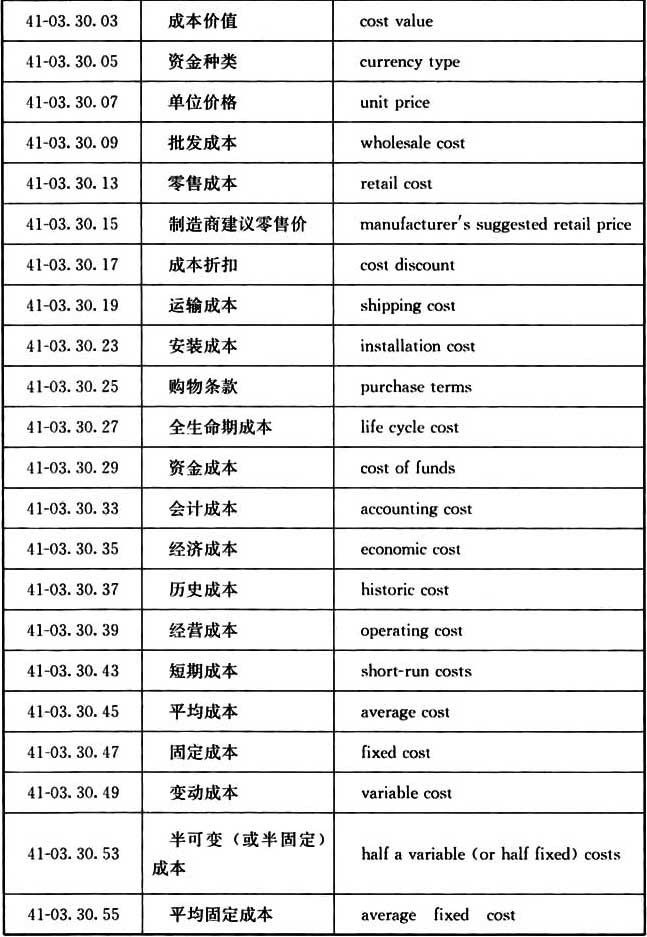 41-03.30.03 成本价值 cost value
41-03.30.05 资金种类 currency type
41-03.30.07 单位价格 unit price
41-03.30.09 批发成本 wholesale cost
41-03.30.13 零售成本 retail cost
41-03.30.15 制造商建议零售价 manufacturer's suggested retail price
41-03.30.17 成本折扣 cost discount
41-03.30.19 运输成本 shipping cost
41-03.30.23 安装成本 installation cost
41-03.30.25 购物条款 purchase terms
41-03.30.27 全生命期成本 life cycle cost
41-03.30.29 资金成本 cost of funds
41-03.30.33 会计成本 accounting cost
41-03.30.35 经济成本 economic cost
41-03.30.37 历史成本 historic cost
41-03.30.39 经营成本 operating cost
41-03.30.43 短期成本 short-run costs
41-03.30.45 平均成本 average cost
41-03.30.47 固定成本 fixed cost
41-03.30.49 变动成本 variable cost
41-03.30.53 半可变（或半固定） half a variable (or half fixed) costs
成本
41-03.30.55 平均固定成本 average fixed cost